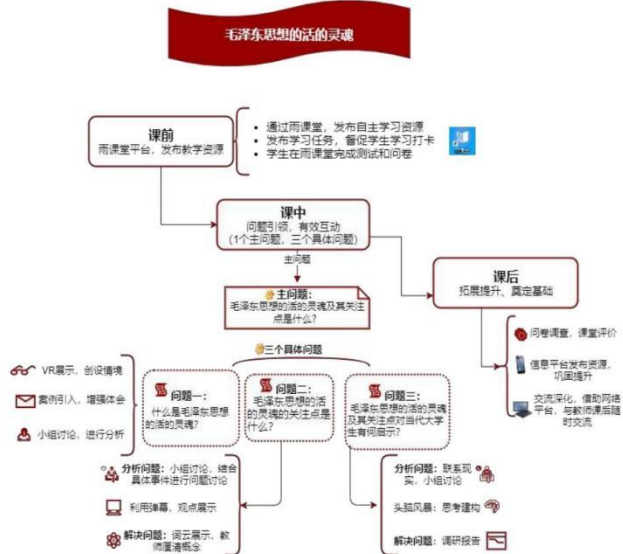 毛泽东思想的活的灵魂
课前
雨课堂平台，发布教学资源
通过雨课堂，发布自主学习资源
发布学习任务，督促学生学习打卡
学生在雨课堂完成测试和问卷
课中
问题引领，有效互动
(1个主问题，三个具体问题)
主问题
主问题：
毛泽东思想的活的灵魂及其关注
点是什么?
课后
拓展提升、奠定基础
问卷调查，课堂评价
信息平台发布资源，
巩固提升
交流深化，借助网络
平台，与教师课后随
时交流
三个具体问题
VR展示，创设情境
案例引入，增强体会
小组讨论，进行分析
问题一：
什么是毛泽东思想
的活的灵魂?
问题二：
毛泽东思想的活
的灵魂的关注点是
什么?
问题三：
毛泽东思想的活的灵魂
及其关注点对当代大学
生有何启示?
分析问题：小组讨论，结合
具体事件进行问题讨论
利用弹幕，观点展示
解决问题：词云展示，教
师厘清概念
分析问题：联系现
实，小组讨论
头脑风暴：思考建构
解决问题：调研报告